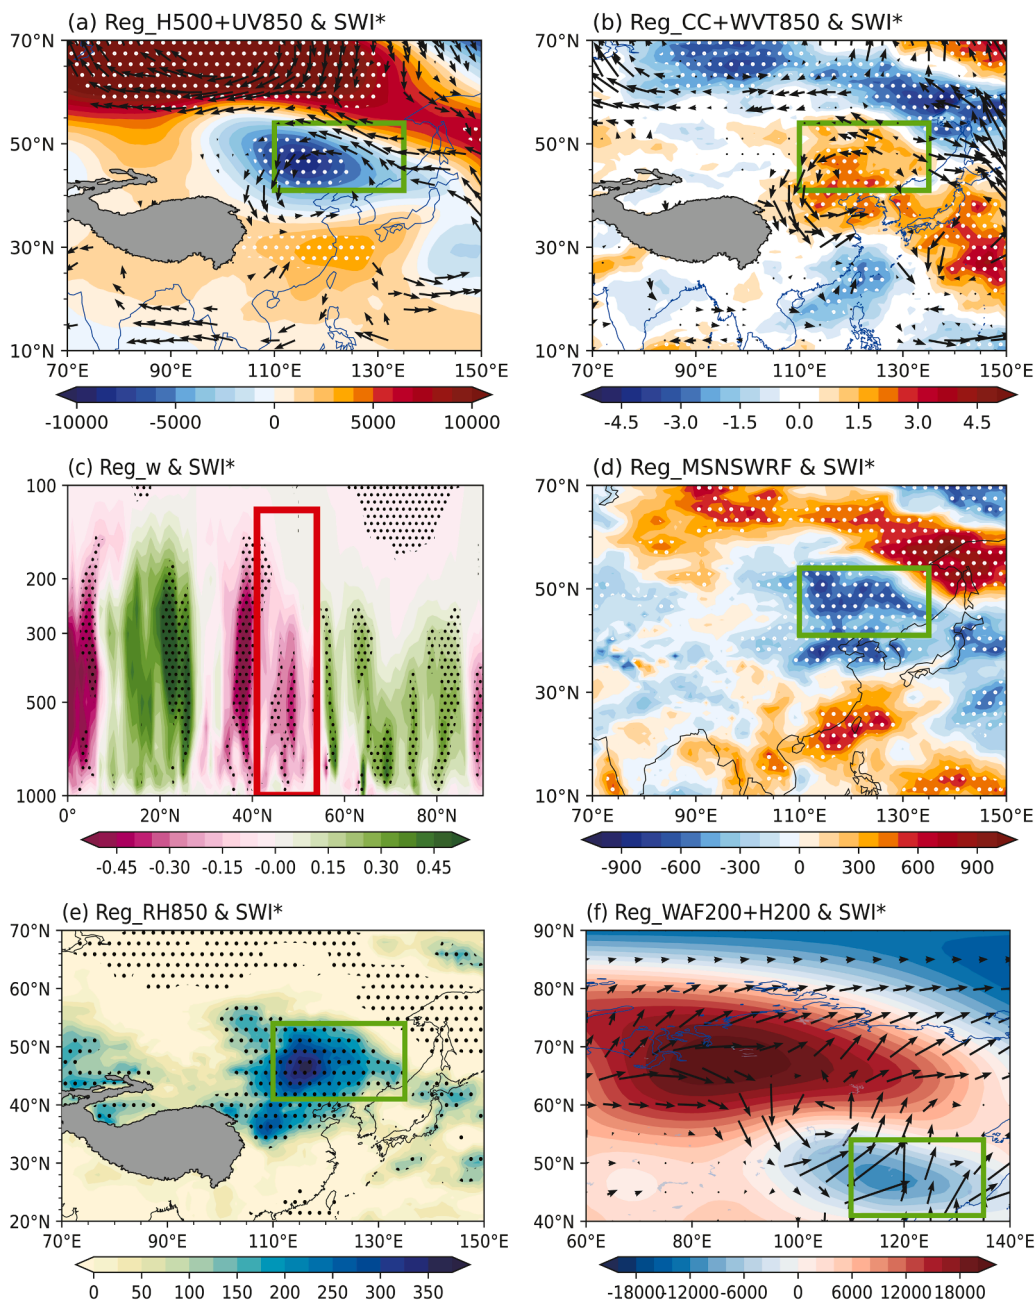 (a) Reg_H500+UV850 & SWI*
(b) Reg_CC+WVT850 & SWI*
70°N
50°N
30°N
10°N
70°E 90°E 110°E 130°E 150°E
-10000 -5000 0 5000 10000
70°N
50°N
30°N
10°N
70°E 90°E 110°E 130°E 150°E
-4.5 -3.0 -1.5 0.0 1.5 3.0 4.5
(c) Reg_w & SWI*
(d) Reg_MSNSWRF & SWI*
100
200
300
500
1000
0° 20°N 40°N 60°N 80°N
-0.45 -0.30 -0.15 -0.00 0.15 0.30 0.45
70°N
50°N
30°N
10°N
70°E 90°E 110°E 130°E 150°E
-900 -600 -300 0 300 600 900
(e) Reg_RH850 & SWI*
(f) Reg_WAF200+H200 & SWI*
70°N
60°N
50°N
40°N
30°N
20°N
70°E 90°E 110°E 130°E 150°E
0 50 100 150 200 250 300 350
90°N
80°N
70°N
60°N
50°N
40°N
60°E 80°E 100°E 120°E 140°E
-18000 -12000 -6000 0 6000 12000 18000